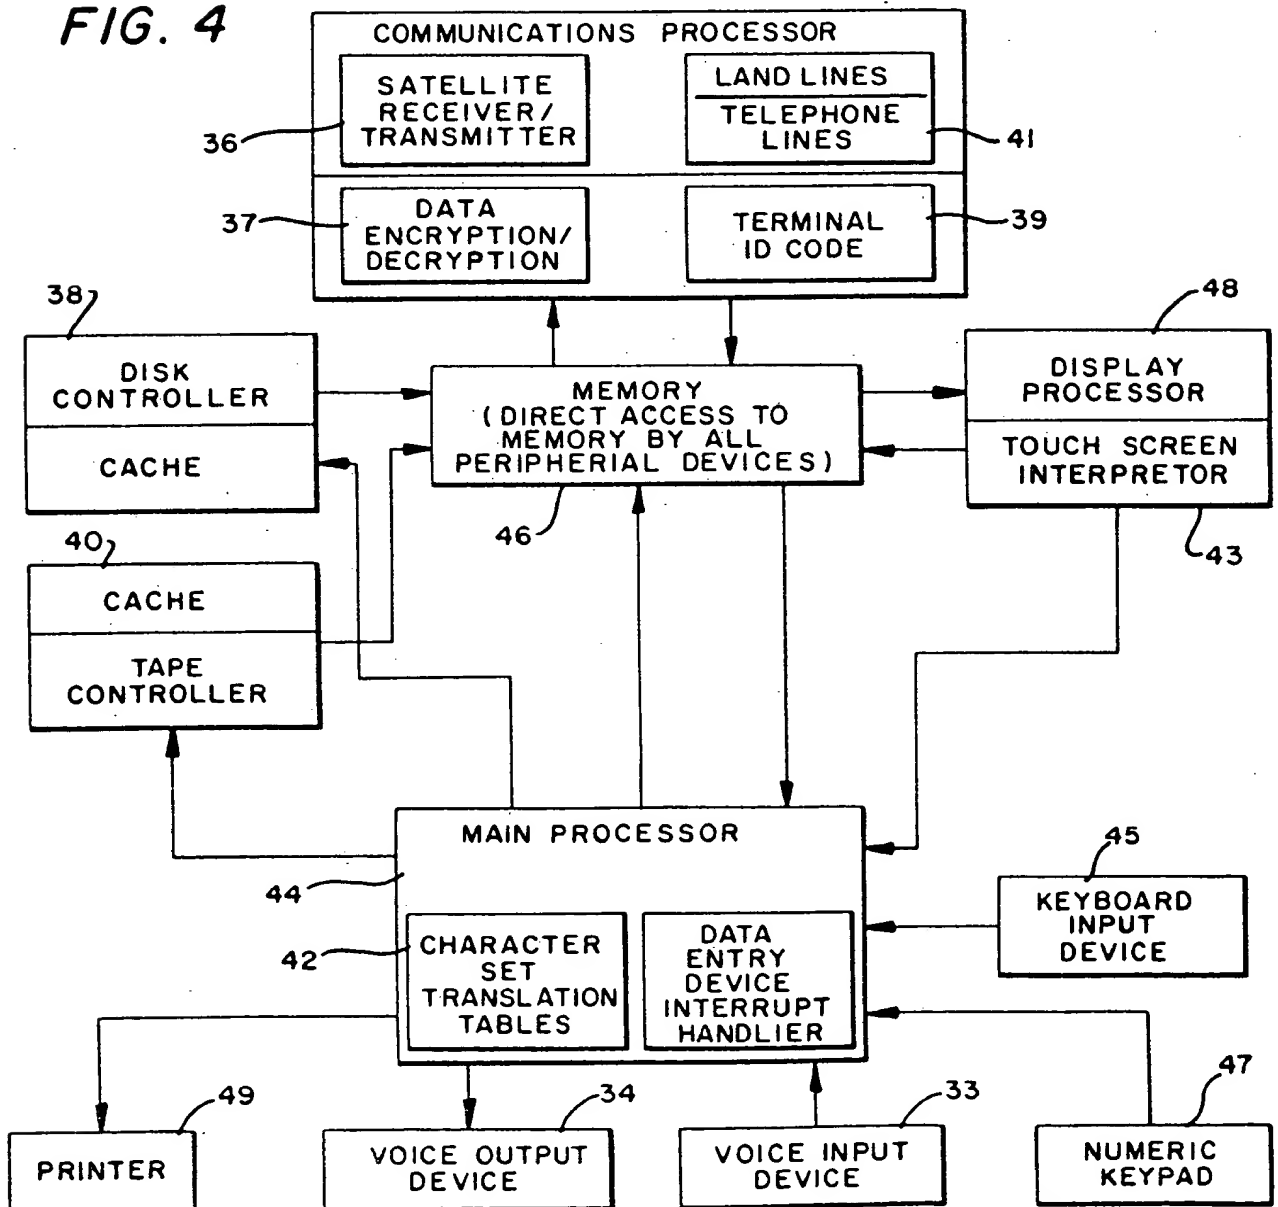 FIG. 4
COMMUNICATIONS PROCESSOR
SATELLITE
RECEIVER/
TRANSMITTER
36
LAND LINES
TELEPHONE
LINES
41
DATA
ENCRYPTION/
DECRYPTION
37
TERMINAL
ID CODE
39
38
DISK
CONTROLLER
CACHE
MEMORY
(DIRECT ACCESS TO
MEMORY BY ALL
PERIPHERIAL DEVICES)
46
48
DISPLAY
PROCESSOR
TOUCH SCREEN
INTERPRETOR
43
40
CACHE
TAPE
CONTROLLER
MAIN PROCESSOR
44
42
CHARACTER
SET
TRANSLATION
TABLES
DATA
ENTRY
DEVICE
INTERRUPT
HANDLIER
45
KEYBOARD
INPUT
DEVICE
49
PRINTER
34
VOICE OUTPUT
DEVICE
33
VOICE INPUT
DEVICE
47
NUMERIC
KEYPAD